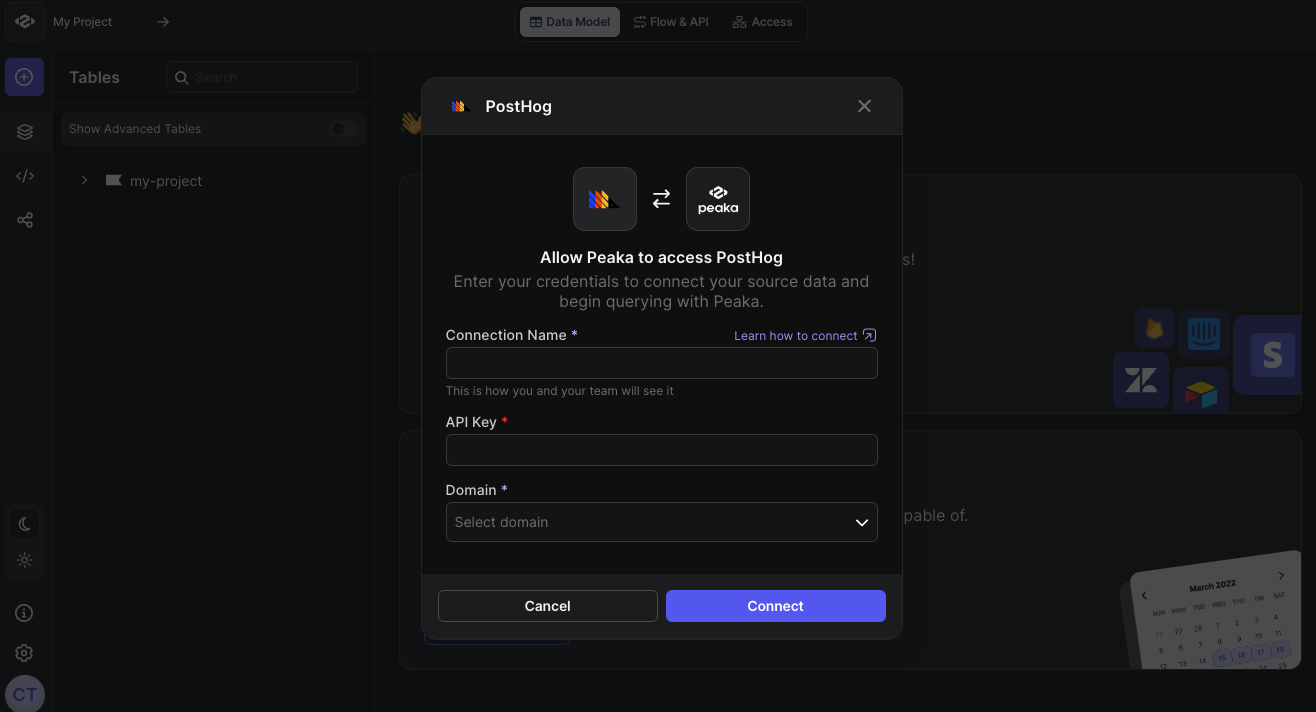 My Project
Data Model
Flow & API
Access
Tables
Search
Show Advanced Tables
my-project
PostHog
peaka
Allow Peaka to access PostHog
Enter your credentials to connect your source data and
begin querying with Peaka.
Connection Name *
Learn how to connect
This is how you and your team will see it
API Key *
Domain *
Select domain
Cancel
Connect
s!
S
pable of.
March 2022
SUN MON TUE WED THU FRI SAT
29 27 28 1 2 3 4
5 6 7 8 9 10 11
12 13 14 15 16 17 18
24 25
CT